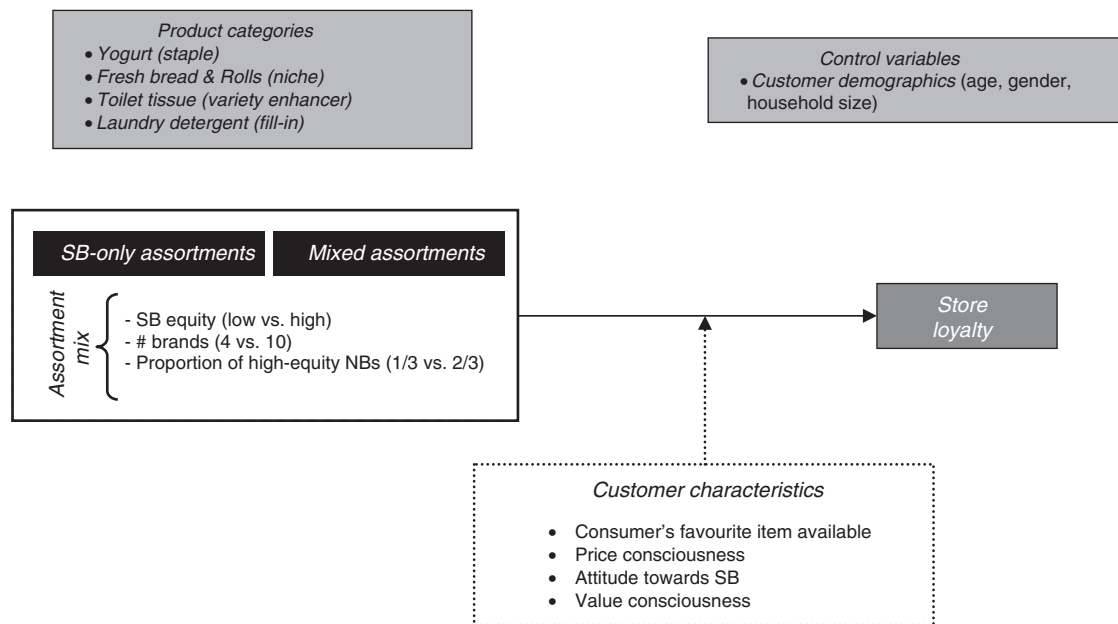 Product categories
• Yogurt (staple)
• Fresh bread & Rolls (niche)
• Toilet tissue (variety enhancer)
• Laundry detergent (fill-in)
Control variables
• Customer demographics (age, gender,
household size)
SB-only assortments
Mixed assortments
Assortment
mix
- SB equity (low vs. high)
- # brands (4 vs. 10)
- Proportion of high-equity NBs (1/3 vs. 2/3)
Store
loyalty
Customer characteristics
• Consumer’s favourite item available
• Price consciousness
• Attitude towards SB
• Value consciousness